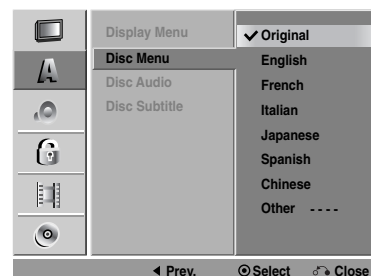 Display Menu
Disc Menu
Disc Audio
Disc Subtitle
✔ Original
English
French
Italian
Japanese
Spanish
Chinese
Other - - - -
◀ Prev. ⊙ Select Close